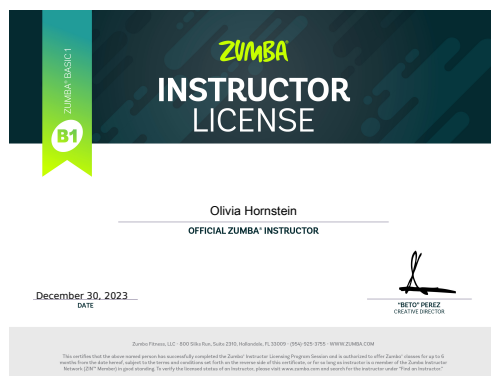 ZUMBA®
INSTRUCTOR
LICENSE
ZUMBA® BASIC 1
B1
Olivia Hornstein
OFFICIAL ZUMBA® INSTRUCTOR
December 30, 2023
DATE
"BETO" PEREZ
CREATIVE DIRECTOR
Zumba Fitness, LLC · 800 Silks Run, Suite 2310, Hallandale, FL 33009 · (954) 925-3755 · WWW.ZUMBA.COM
This certifies that the above named person has successfully completed the Zumba® Instructor Licensing Program Session and is authorized to offer Zumba® classes for up to 6
months from the date hereof, subject to the terms and conditions set forth on the reverse side of this certificate, or for so long as instructor is a member of the Zumba Instructor
Network (ZIN™ Member) in good standing. To verify the licensed status of an instructor, please visit www.zumba.com and search for the instructor under "Find an Instructor."